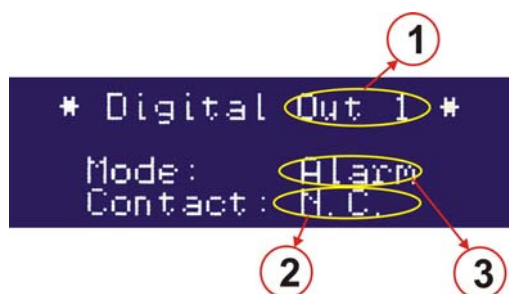 1
* Digital Out 1 *
Mode: Alarm
Contact: N.C.
2 3